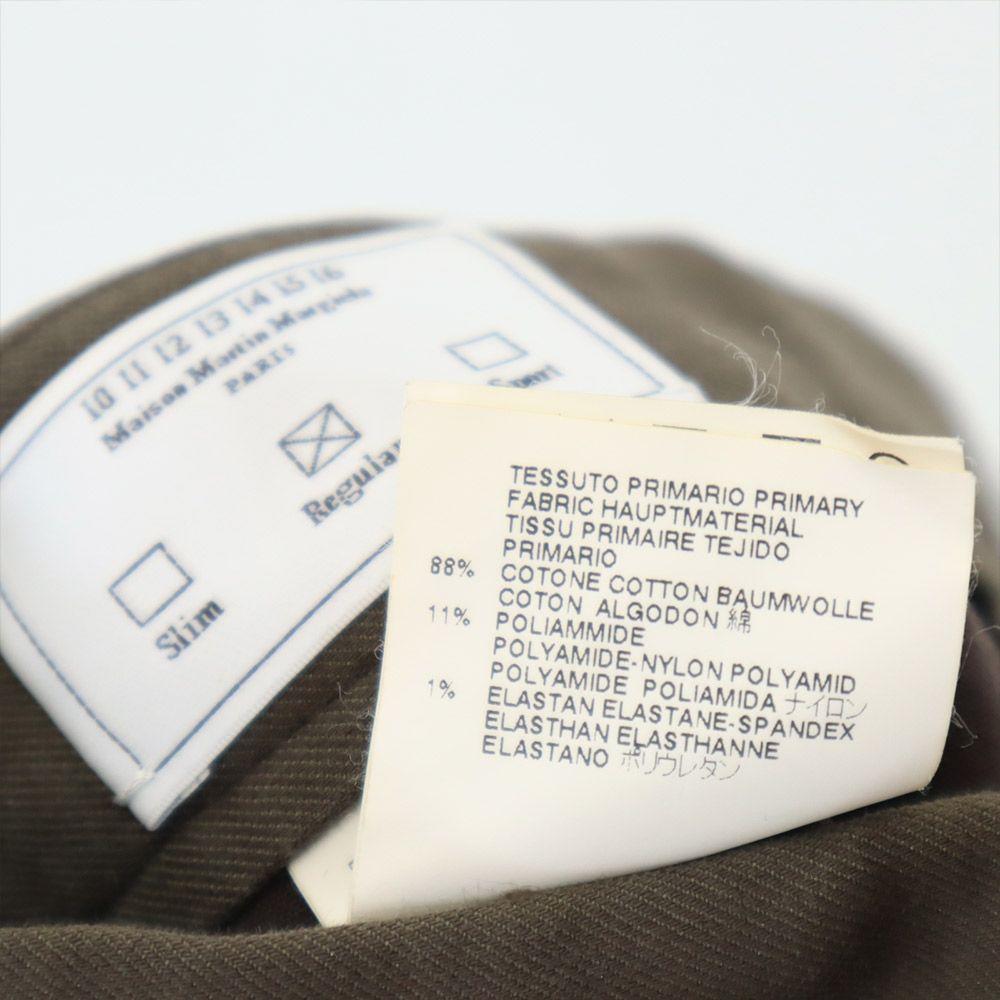 10 11 12 13 14 15 16
Maison Martin Margiela
PARIS
Sport
Regular
Slim
TESSUTO PRIMARIO PRIMARY
FABRIC HAUPTMATERIAL
TISSU PRIMAIRE TEJIDO
PRIMARIO
88% COTONE COTTON BAUMWOLLE
COTON ALGODON 綿
11% POLIAMMIDE
POLYAMIDE-NYLON POLYAMID
POLYAMIDE POLIAMIDA ナイロン
1% ELASTAN ELASTANE-SPANDEX
ELASTHAN ELASTHANNE
ELASTANO ポリウレタン